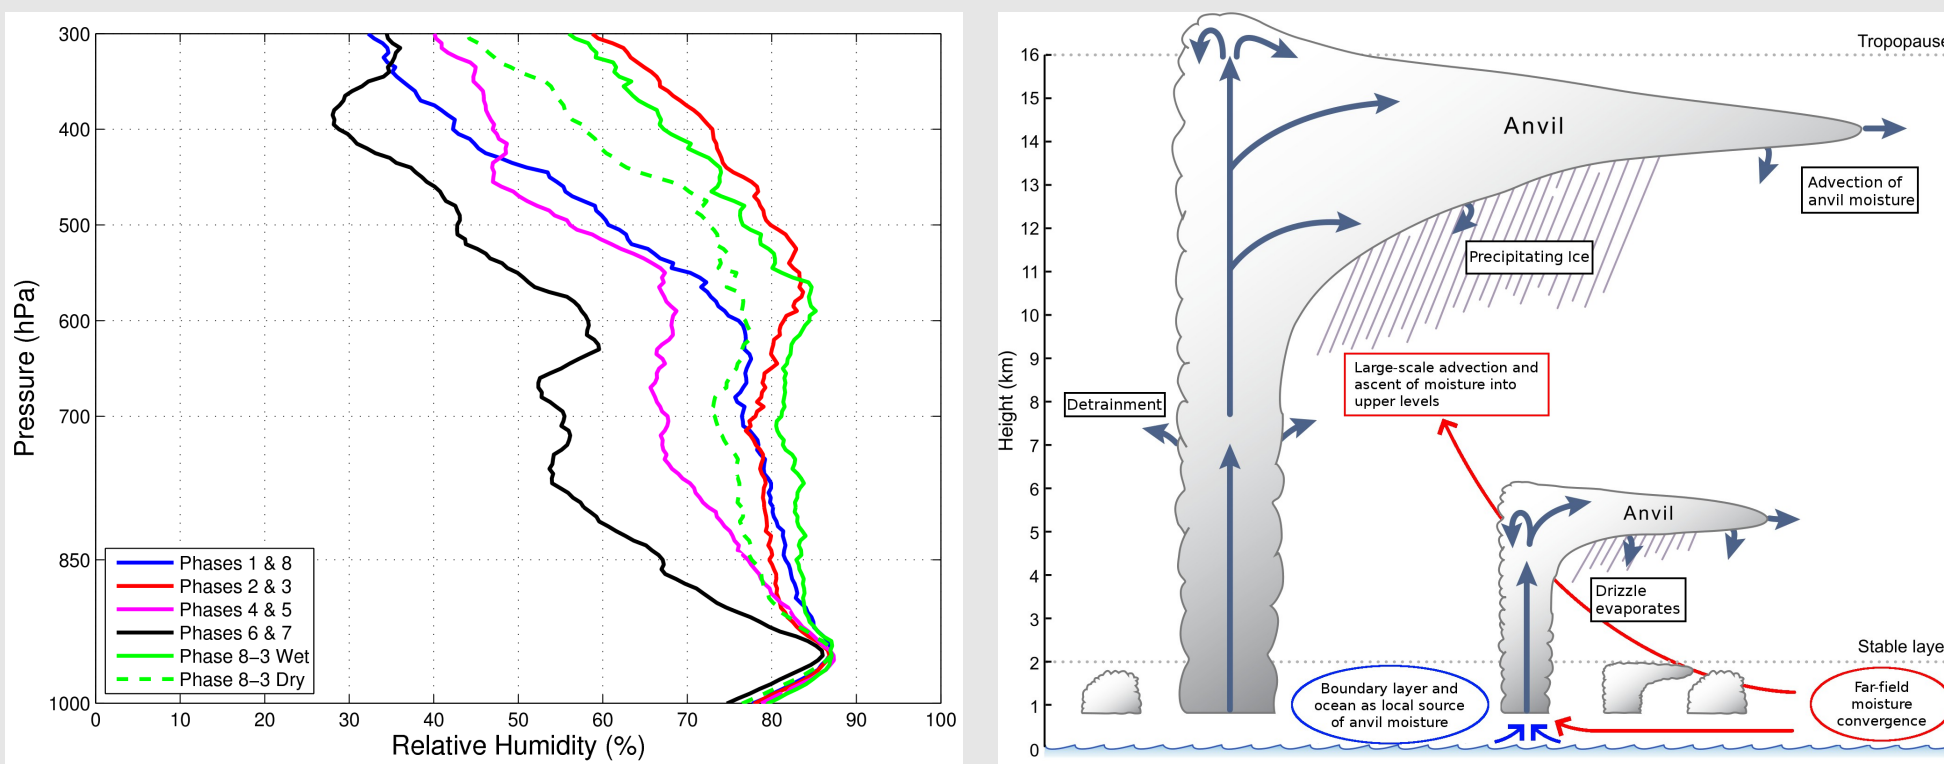 300
400
500
600
700
850
1000
Pressure (hPa)
0 10 20 30 40 50 60 70 80 90 100
Relative Humidity (%)
Phases 1 & 8
Phases 2 & 3
Phases 4 & 5
Phases 6 & 7
Phase 8–3 Wet
Phase 8–3 Dry
Tropopause
16
15
14
13
12
11
10
9
8
7
6
5
4
3
2
1
0
Height (km)
Anvil
Advection of
anvil moisture
Precipitating Ice
Large-scale advection and
ascent of moisture into
upper levels
Detrainment
Anvil
Drizzle
evaporates
Stable laye
Boundary layer and
ocean as local source
of anvil moisture
Far-field
moisture
convergence